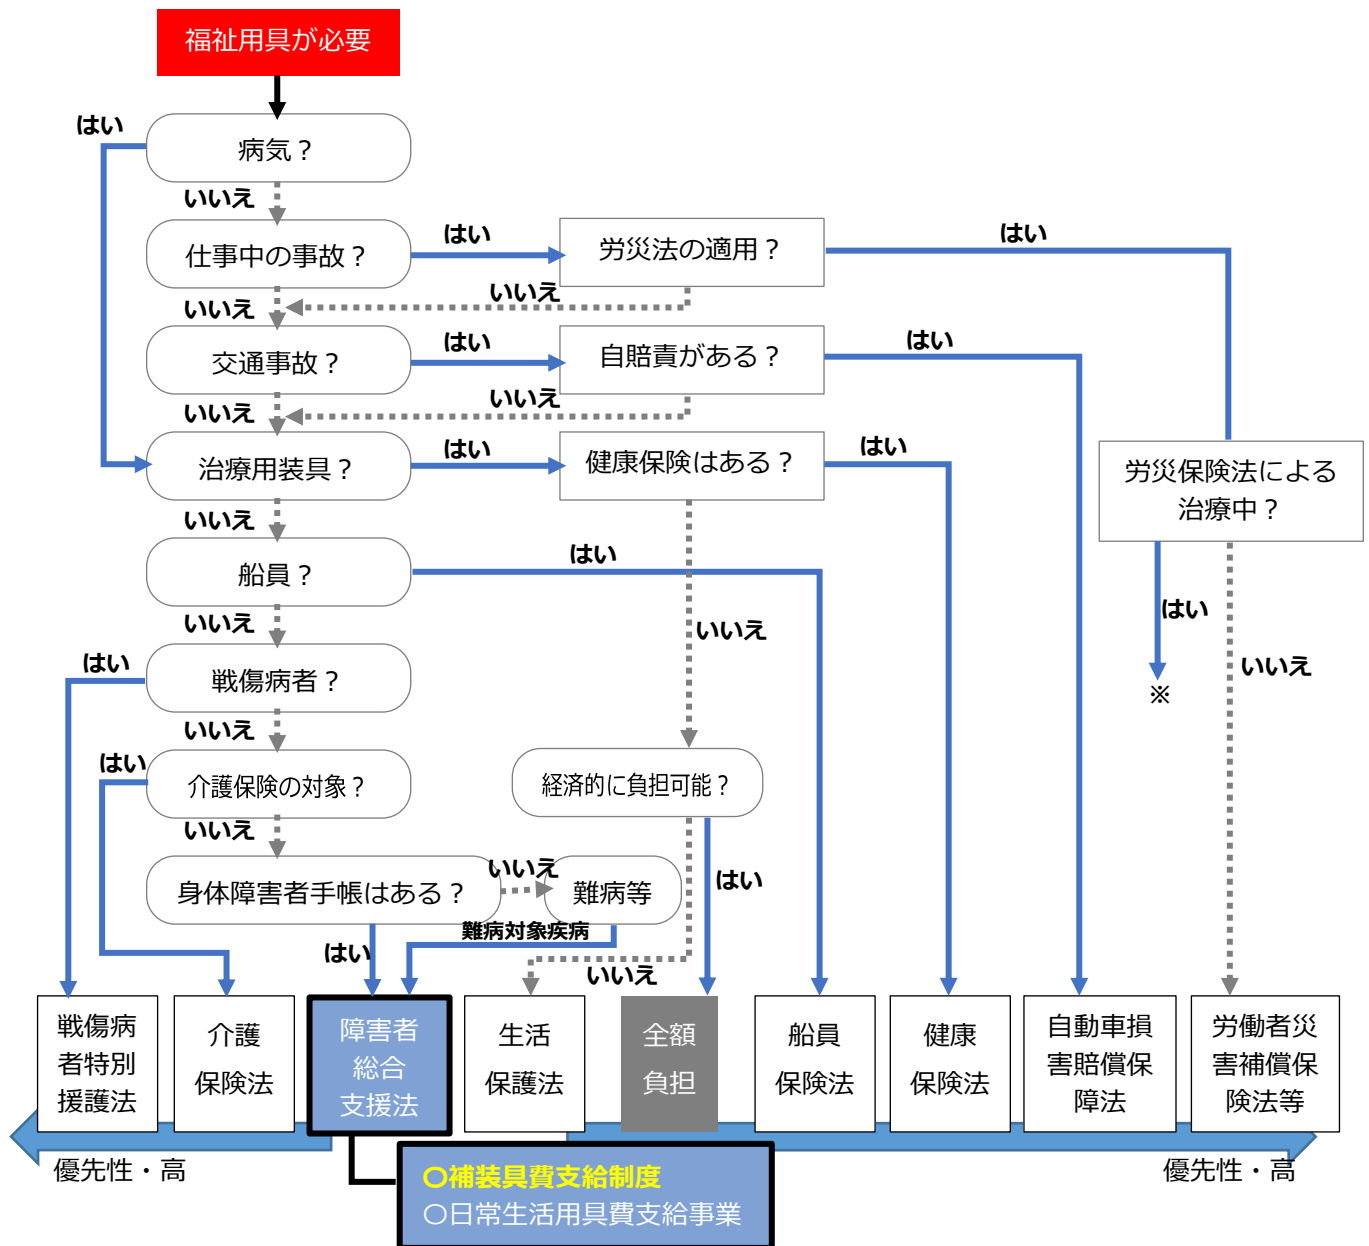 福祉用具が必要
はい
病気？
いいえ
仕事中の事故？
はい
労災法の適用？
はい
いいえ
いいえ
交通事故？
はい
自賠責がある？
はい
いいえ
いいえ
治療用装具？
はい
健康保険はある？
はい
労災保険法による
治療中？
いいえ
船員？
はい
はい
※
いいえ
いいえ
いいえ
はい
戦傷病者？
いいえ
はい
介護保険の対象？
経済的に負担可能？
いいえ
身体障害者手帳はある？
いいえ
難病等
はい
難病対象疾病
はい
いいえ
戦傷病
者特別
援護法
介護
保険法
障害者
総合
支援法
生活
保護法
全額
負担
船員
保険法
健康
保険法
自動車損
害賠償保
障法
労働者災
害補償保
険法等
優先性・高
優先性・高
〇補装具費支給制度
〇日常生活用具費支給事業